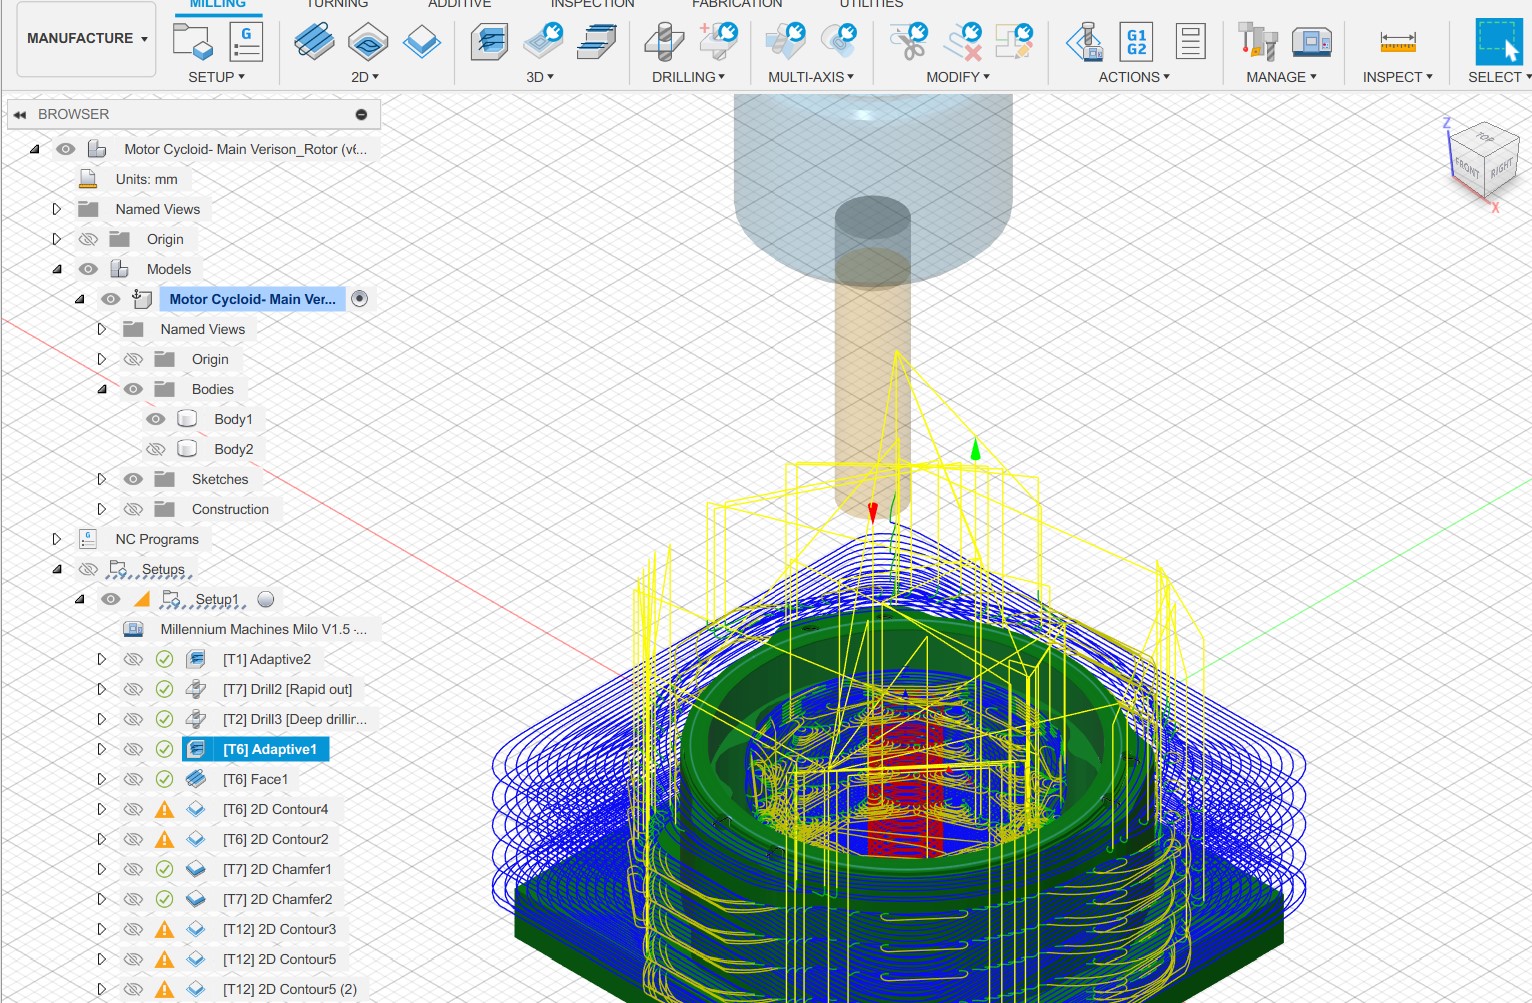 MILLING TURNING ADDITIVE INSPECTION FABRICATION UTILITIES
MANUFACTURE
G
G1
G2
SETUP 2D 3D DRILLING MULTI-AXIS MODIFY ACTIONS MANAGE INSPECT SELECT
BROWSER
Motor Cycloid- Main Verison_Rotor (v6...
Units: mm
Named Views
Origin
Models
Motor Cycloid- Main Ver...
Named Views
Origin
Bodies
Body1
Body2
Sketches
Construction
G
NC Programs
Setups
Setup1
Millennium Machines Milo V1.5 -...
[T1] Adaptive2
[T7] Drill2 [Rapid out]
[T2] Drill3 [Deep drillin...
[T6] Adaptive1
[T6] Face1
[T6] 2D Contour4
[T6] 2D Contour2
[T7] 2D Chamfer1
[T7] 2D Chamfer2
[T12] 2D Contour3
[T12] 2D Contour5
[T12] 2D Contour5 (2)
Z
TOP
FRONT
RIGHT
X